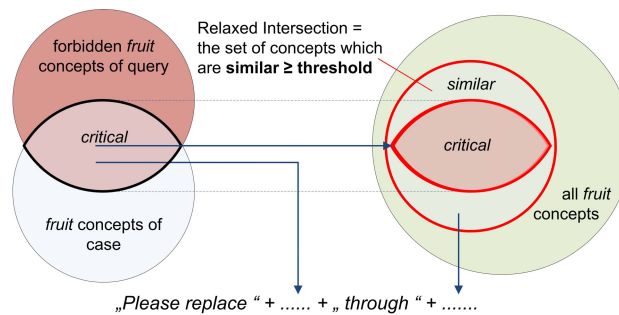 forbidden fruit
concepts of query
critical
fruit concepts of
case
Relaxed Intersection =
the set of concepts which
are similar ≥ threshold
similar
critical
all fruit
concepts
„Please replace “ + ...... + „ through “ + .......